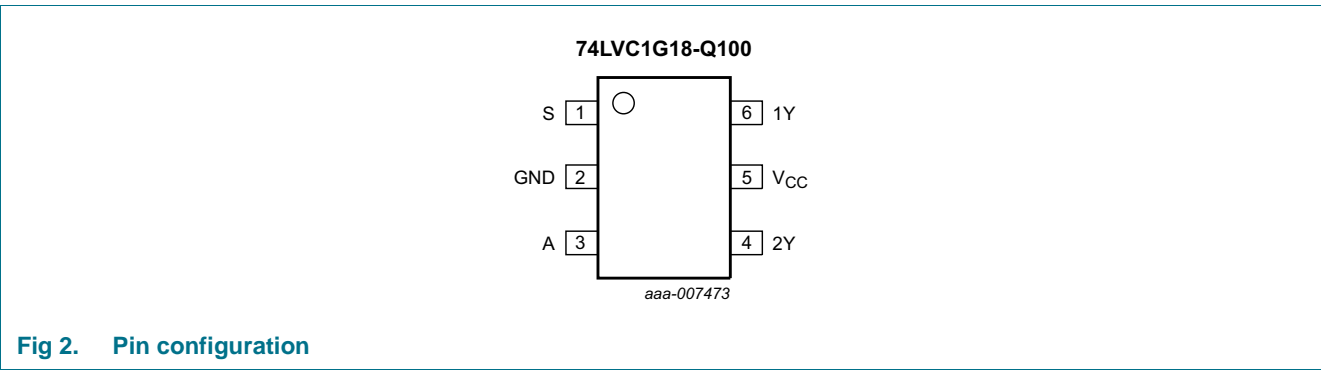 74LVC1G18-Q100
S 1 6 1Y
GND 2 5 VCC
A 3 4 2Y
aaa-007473
Fig 2. Pin configuration